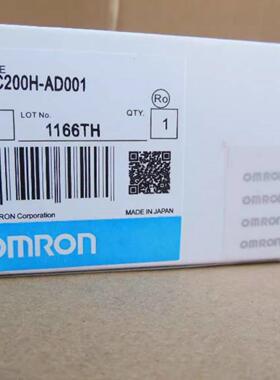 E
C200H-AD001
LOT No. QTY. Ro
1166TH 1
RON Corporation MADE IN JAPAN
OMRON
OMRON
OMRON
OMRON
OMRON